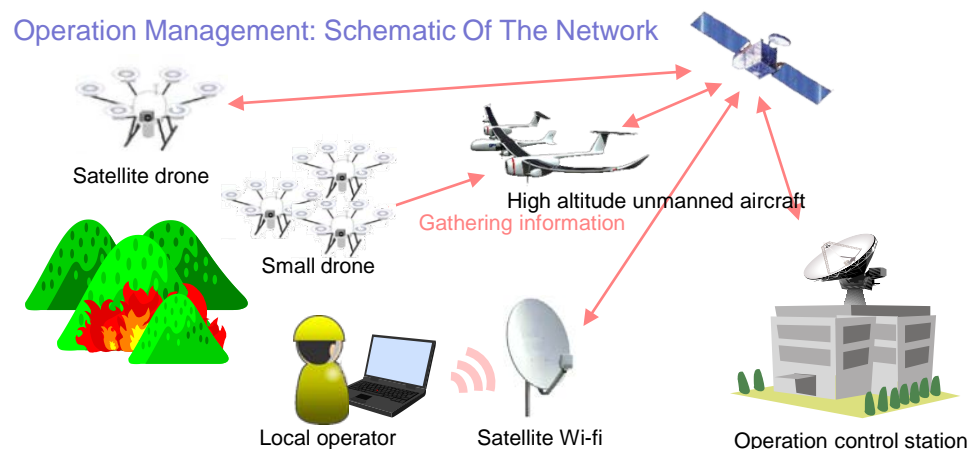 Operation Management: Schematic Of The Network
Satellite drone
High altitude unmanned aircraft
Gathering information
Small drone
Local operator
Satellite Wi-fi
Operation control station